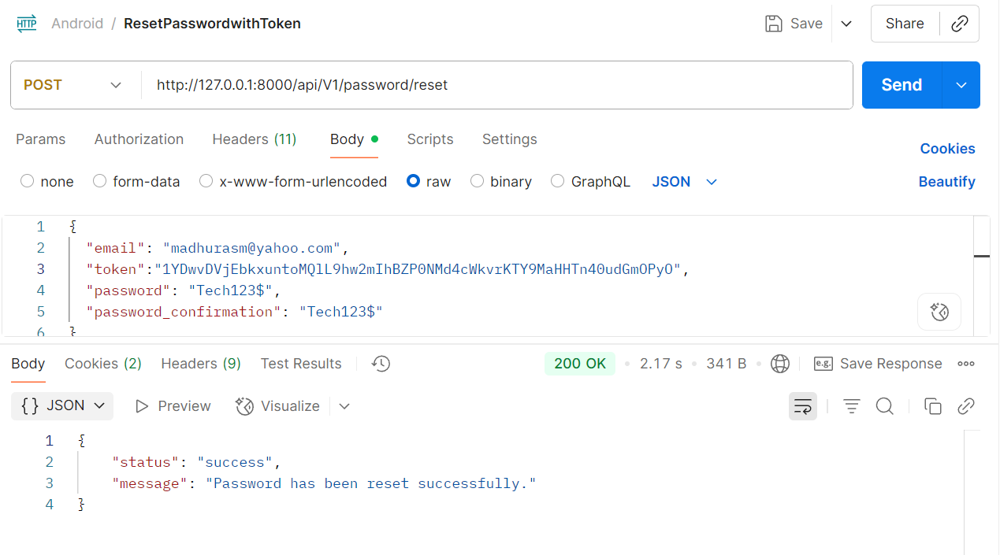 HTTP Android / ResetPasswordwithToken Save Share
POST http://127.0.0.1:8000/api/V1/password/reset Send
Params Authorization Headers (11) Body Scripts Settings Cookies
none form-data x-www-form-urlencoded raw binary GraphQL JSON Beautify
1 {
2 "email": "madhurasm@yahoo.com",
3 "token":"1YDwvDVjEbkxuntoMQlL9hw2mIhBZP0NMd4cWkvrKTY9MaHHTn40udGmOPyO",
4 "password": "Tech123$",
5 "password_confirmation": "Tech123$"
6 }
Body Cookies (2) Headers (9) Test Results 200 OK 2.17 s 341 B e.g. Save Response
{} JSON Preview Visualize
1 {
2 "status": "success",
3 "message": "Password has been reset successfully."
4 }